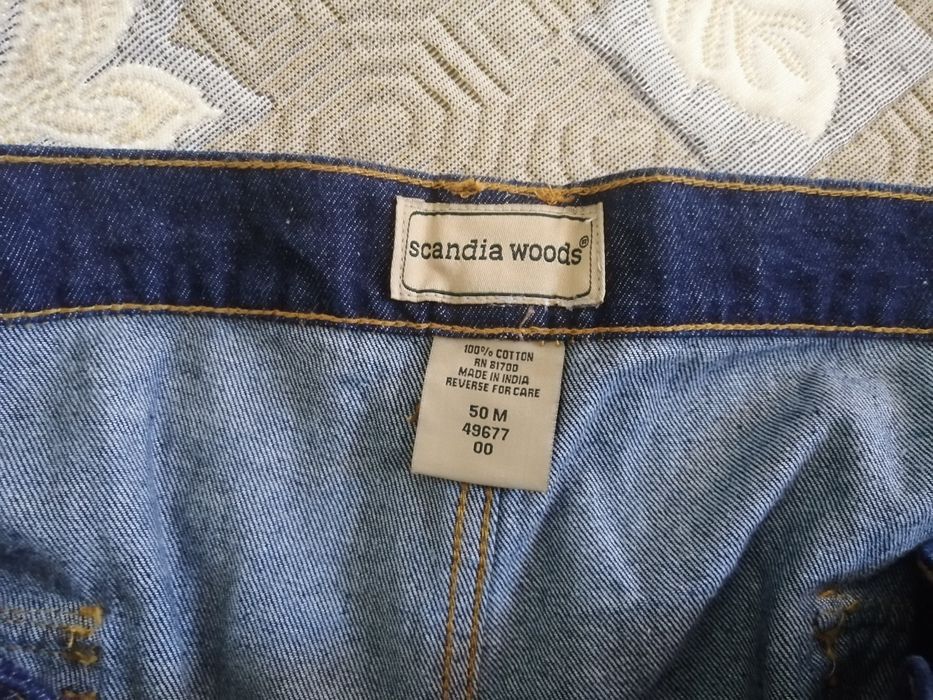 scandia woods®
100% COTTON
RN 81700
MADE IN INDIA
REVERSE FOR CARE
50 M
49677
00